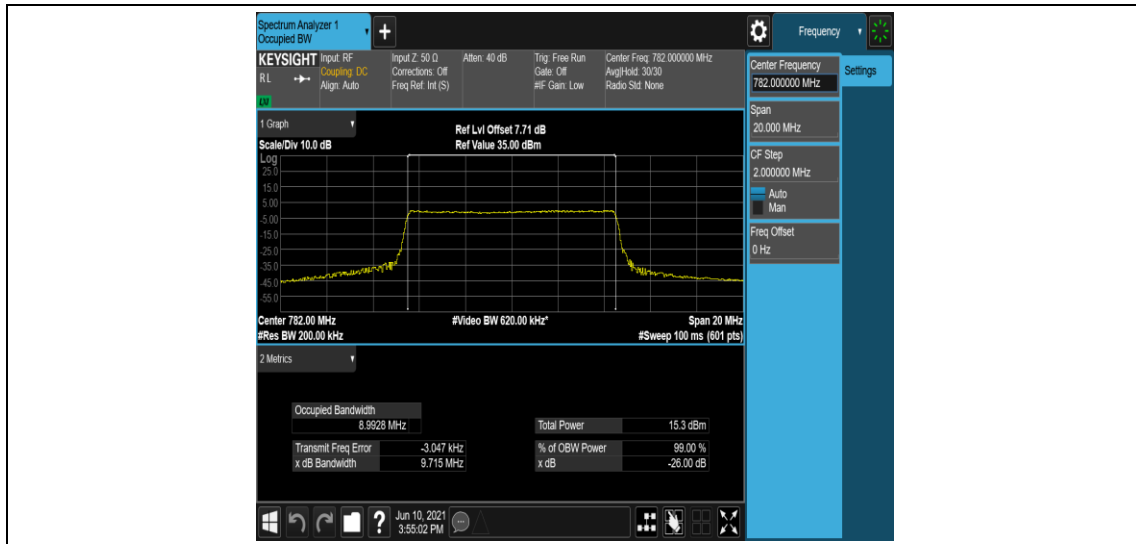 Spectrum Analyzer 1
Occupied BW
+
Frequency
KEYSIGHT
RL
LNI
Input: RF
Coupling: DC
Align: Auto
Input Z: 50 Ω
Corrections: Off
Freq Ref: Int (S)
Atten: 40 dB
Trig: Free Run
Gate: Off
#IF Gain: Low
Center Freq: 782.000000 MHz
Avg|Hold: 30/30
Radio Std: None
Center Frequency
782.000000 MHz
Settings
Span
20.000 MHz
CF Step
2.000000 MHz
Auto
Man
Freq Offset
0 Hz
1 Graph
Scale/Div 10.0 dB
Ref Lvl Offset 7.71 dB
Ref Value 35.00 dBm
Log
25.0
15.0
5.00
-5.00
-15.0
-25.0
-35.0
-45.0
-55.0
Center 782.00 MHz
#Video BW 620.00 kHz*
Span 20 MHz
#Res BW 200.00 kHz
#Sweep 100 ms (601 pts)
2 Metrics
Occupied Bandwidth
8.9928 MHz
Total Power 15.3 dBm
Transmit Freq Error -3.047 kHz
% of OBW Power 99.00 %
x dB Bandwidth 9.715 MHz
x dB -26.00 dB
?
Jun 10, 2021
3:55:02 PM